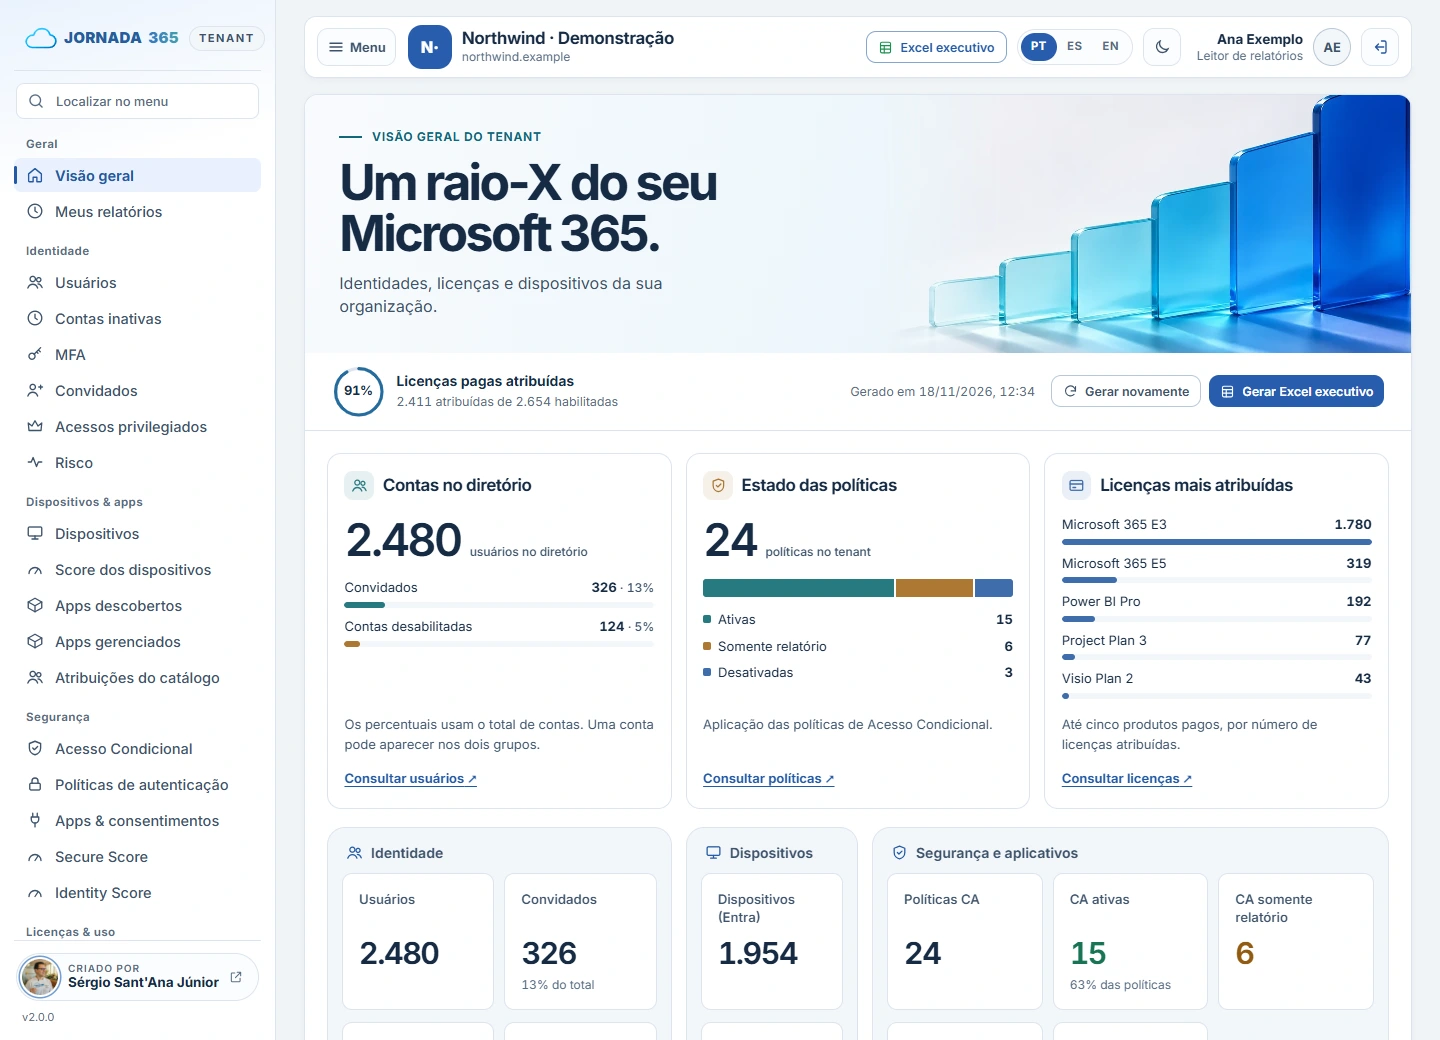 JORNADA 365 TENANT
Localizar no menu
Geral
Visão geral
Meus relatórios
Identidade
Usuários
Contas inativas
MFA
Convidados
Acessos privilegiados
Risco
Dispositivos & apps
Dispositivos
Score dos dispositivos
Apps descobertos
Apps gerenciados
Atribuições do catálogo
Segurança
Acesso Condicional
Políticas de autenticação
Apps & consentimentos
Secure Score
Identity Score
Licenças & uso
CRIADO POR
Sérgio Sant'Ana Júnior
v2.0.0
Menu
N·
Northwind · Demonstração
northwind.example
Excel executivo
PT ES EN
Ana Exemplo
Leitor de relatórios
AE
VISÃO GERAL DO TENANT
Um raio-X do seu
Microsoft 365.
Identidades, licenças e dispositivos da sua
organização.
91%
Licenças pagas atribuídas
2.411 atribuídas de 2.654 habilitadas
Gerado em 18/11/2026, 12:34
Gerar novamente
Gerar Excel executivo
Contas no diretório
2.480 usuários no diretório
Convidados 326 · 13%
Contas desabilitadas 124 · 5%
Os percentuais usam o total de contas. Uma conta
pode aparecer nos dois grupos.
Consultar usuários ↗
Estado das políticas
24 políticas no tenant
Ativas 15
Somente relatório 6
Desativadas 3
Aplicação das políticas de Acesso Condicional.
Consultar políticas ↗
Licenças mais atribuídas
Microsoft 365 E3 1.780
Microsoft 365 E5 319
Power BI Pro 192
Project Plan 3 77
Visio Plan 2 43
Até cinco produtos pagos, por número de
licenças atribuídas.
Consultar licenças ↗
Identidade
Usuários
2.480
Convidados
326
13% do total
Dispositivos
Dispositivos
(Entra)
1.954
Segurança e aplicativos
Políticas CA
24
CA ativas
15
63% das políticas
CA somente
relatório
6